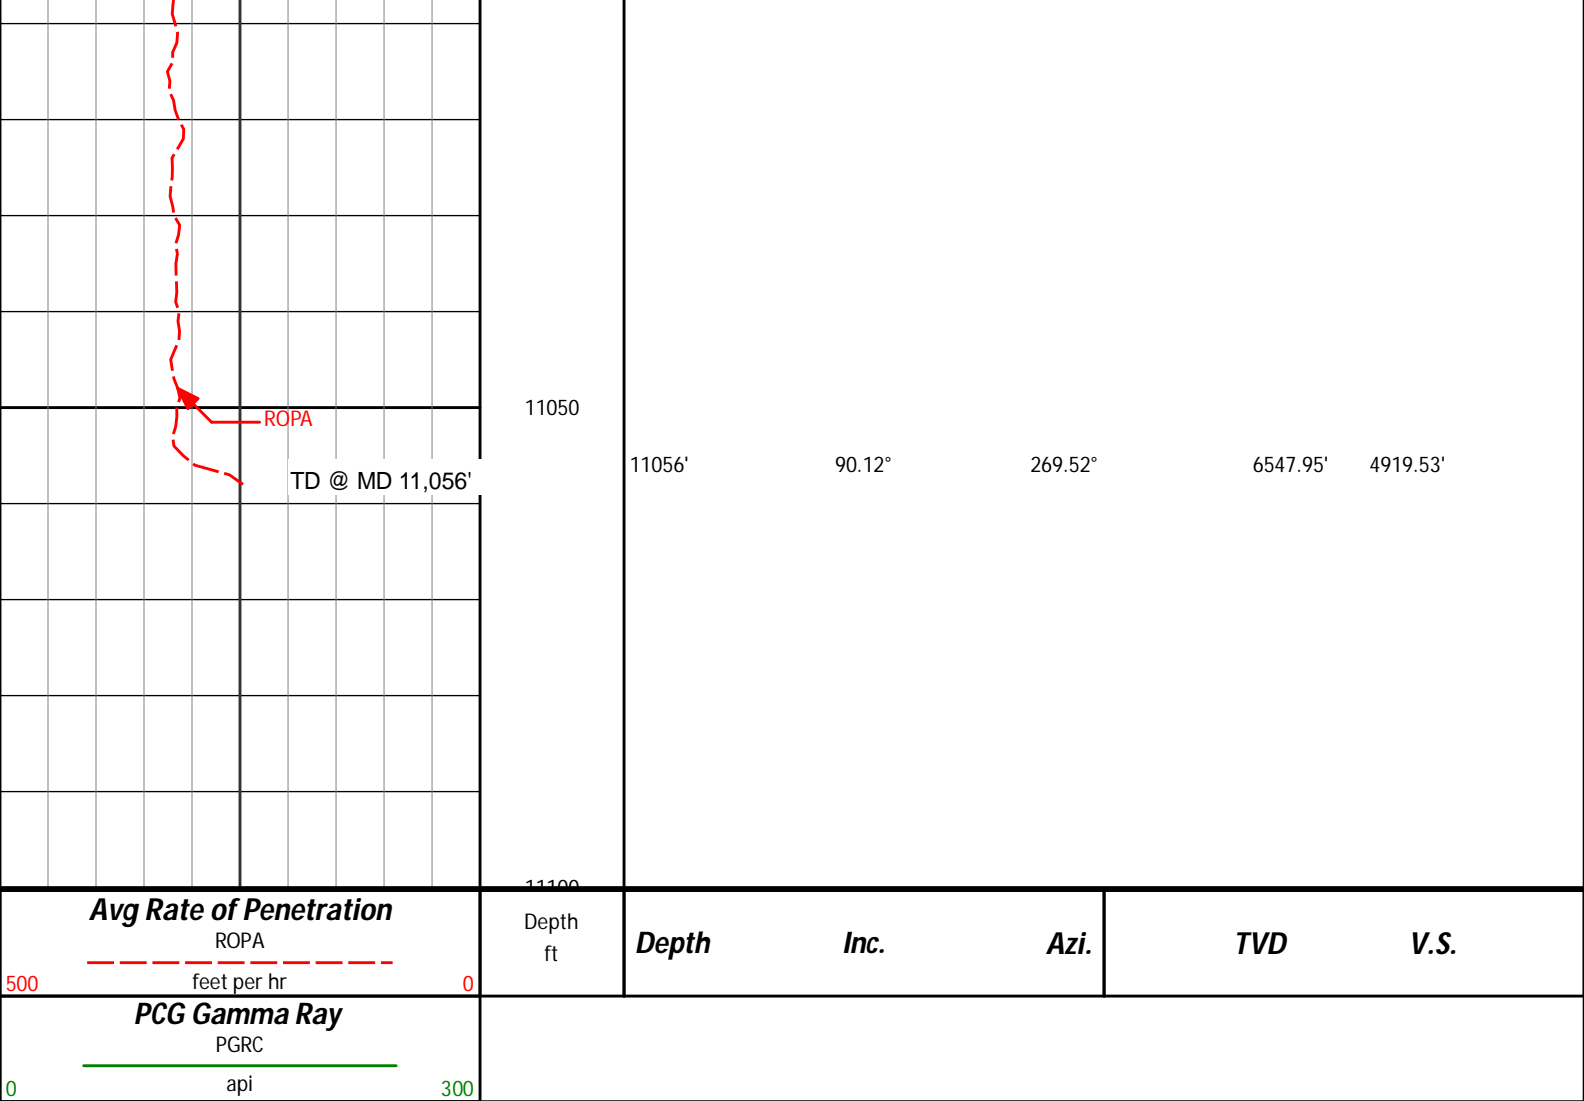 11050
ROPA
11056' 90.12° 269.52° 6547.95' 4919.53'
TD @ MD 11,056'
11100
Avg Rate of Penetration
ROPA
500 feet per hr 0
Depth
ft
Depth Inc. Azi. TVD V.S.
PCG Gamma Ray
PGRC
0 api 300